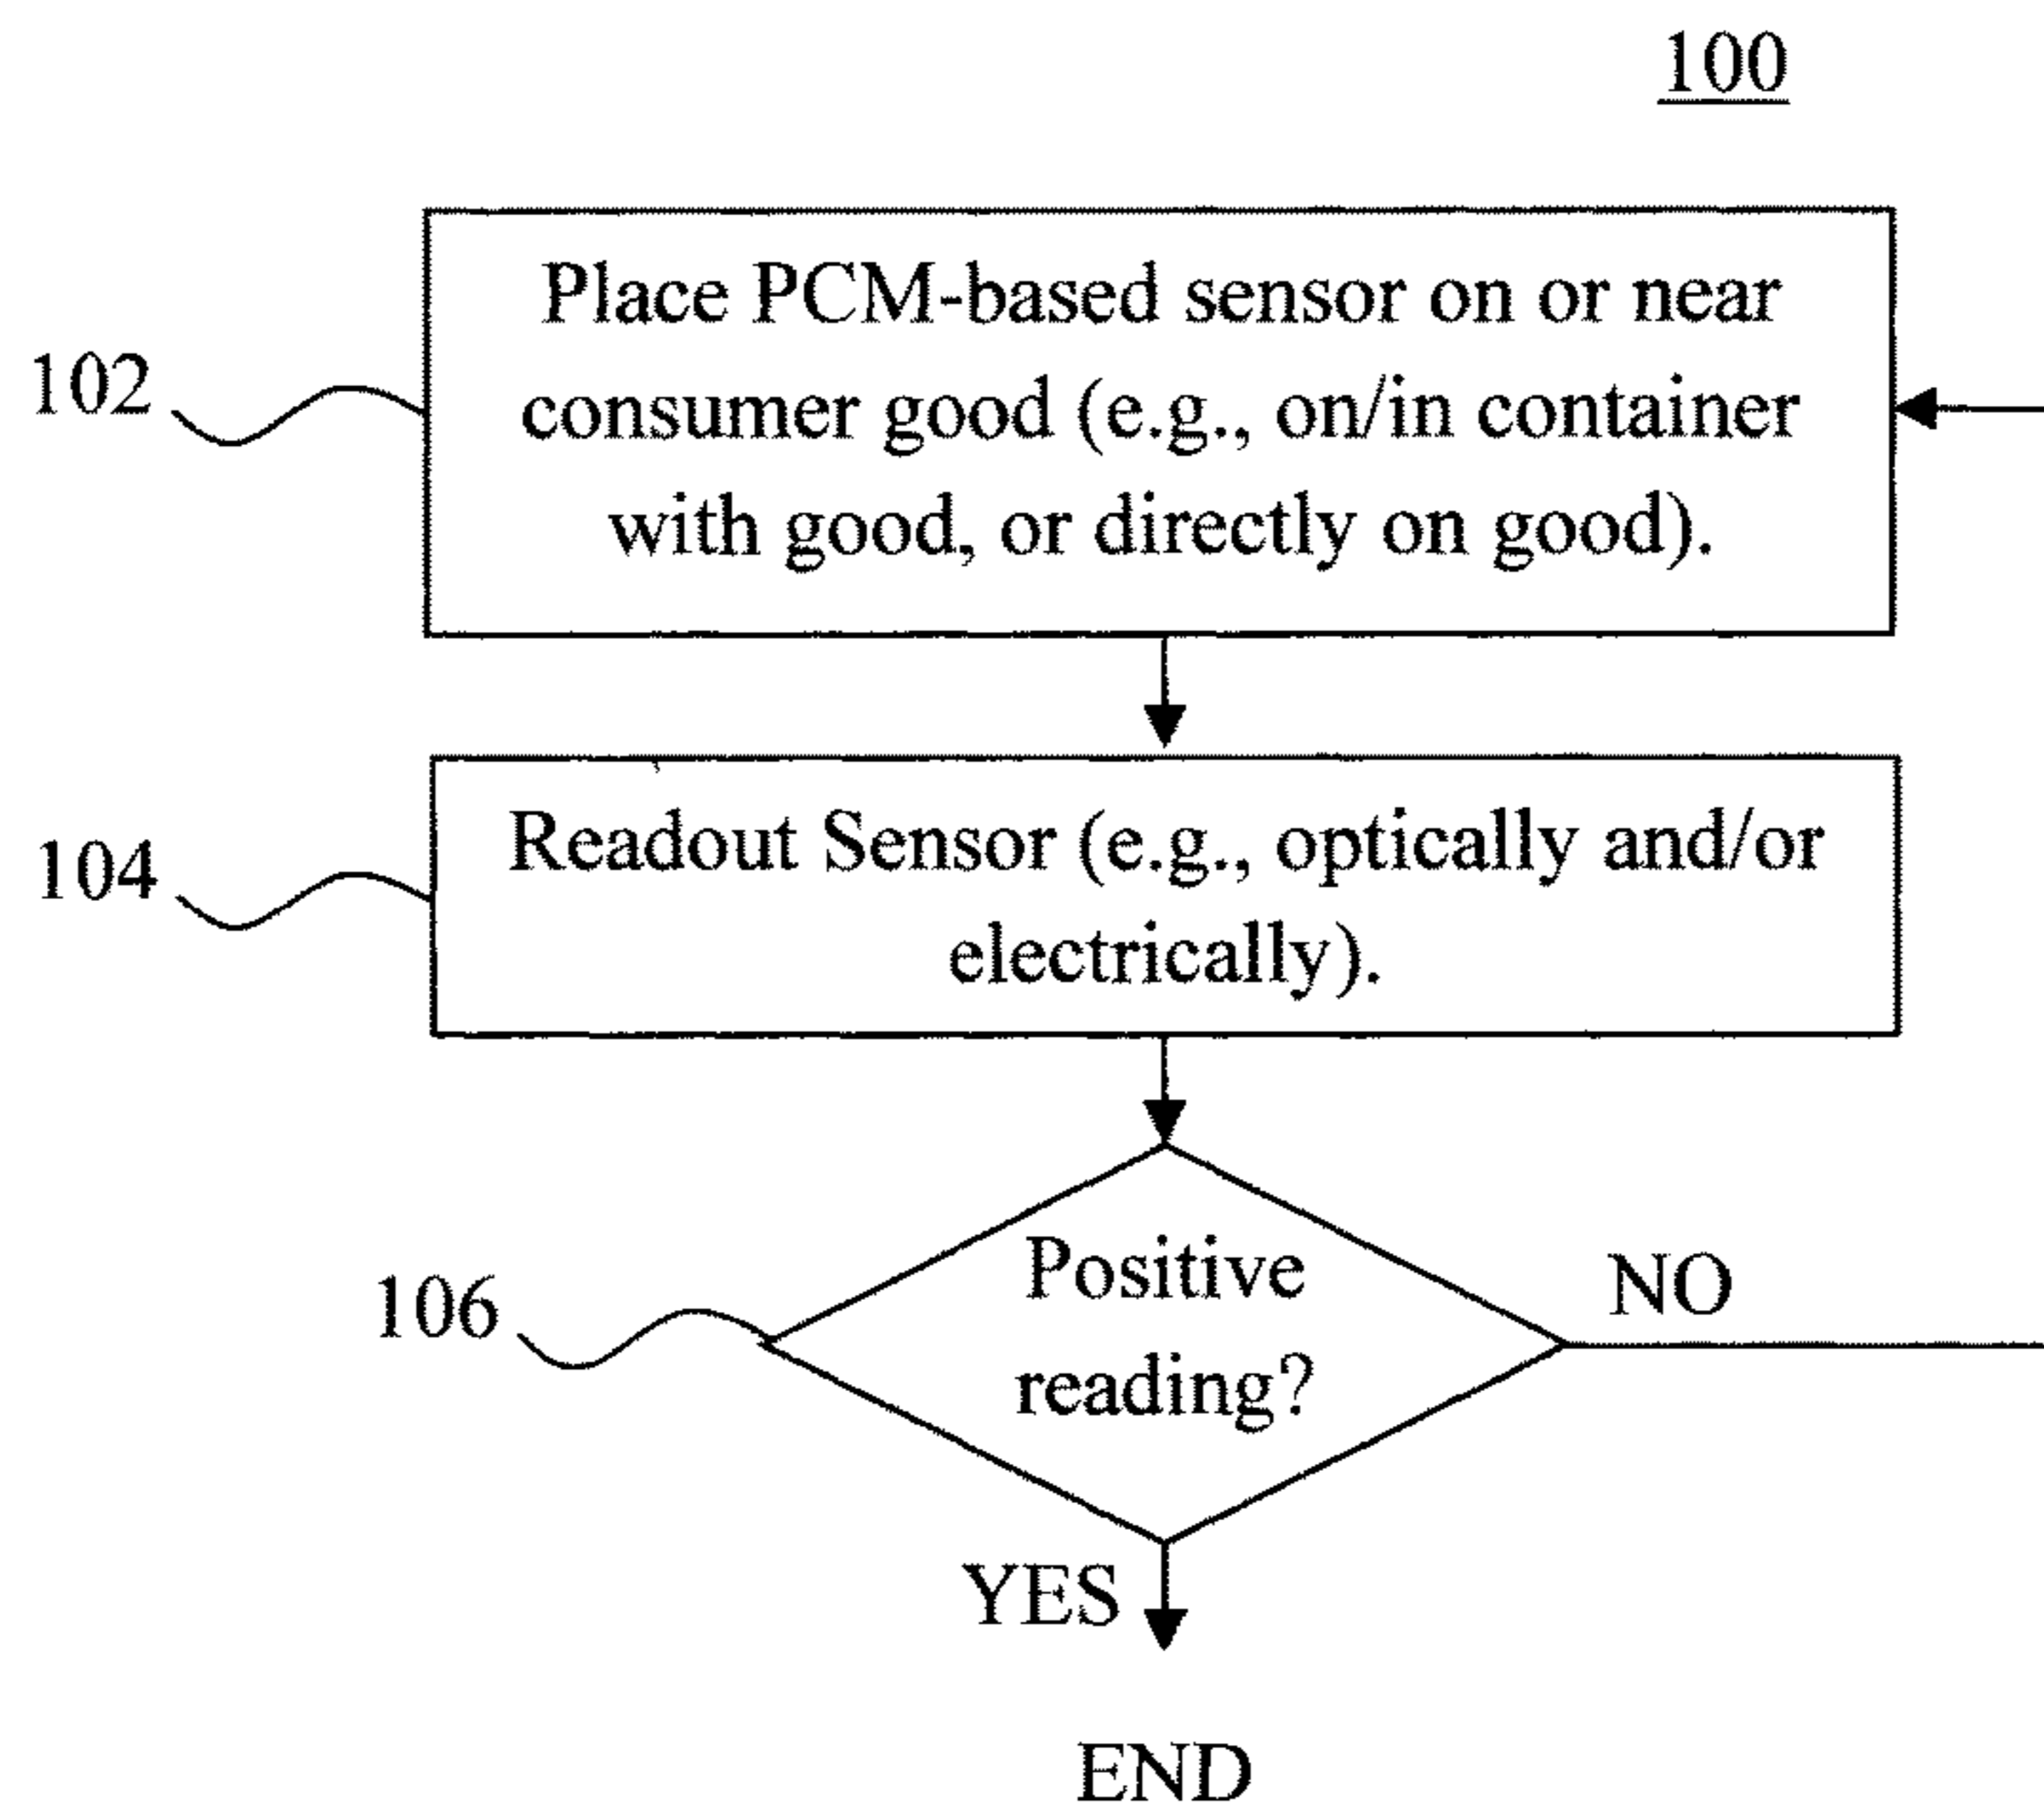 100
Place PCM-based sensor on or near
consumer good (e.g., on/in container
with good, or directly on good).
102
Readout Sensor (e.g., optically and/or
electrically).
104
Positive
reading?
106
NO
YES
END